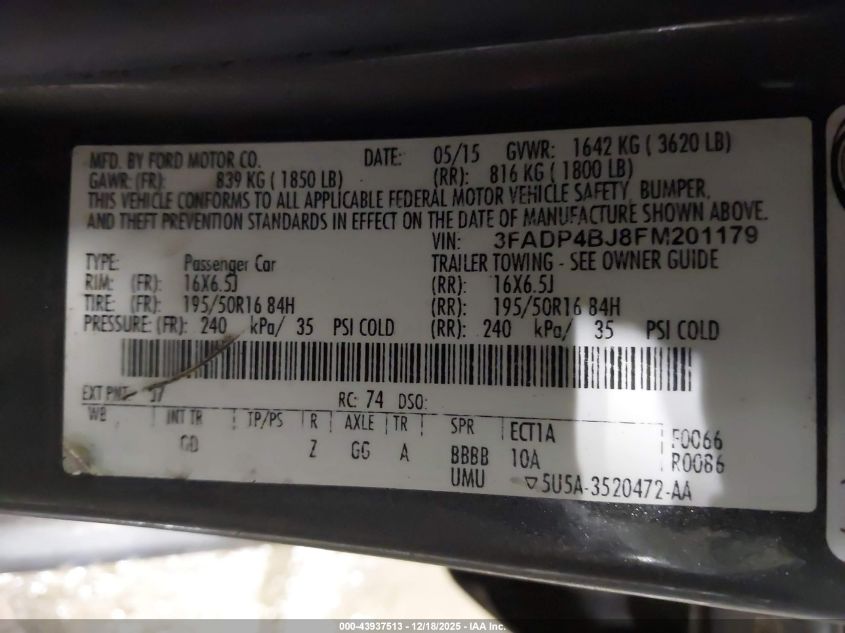 MFD. BY FORD MOTOR CO. DATE: 05/15 GVWR: 1642 KG ( 3620 LB)
GAWR: (FR): 839 KG ( 1850 LB) (RR): 816 KG ( 1800 LB)
THIS VEHICLE CONFORMS TO ALL APPLICABLE FEDERAL MOTOR VEHICLE SAFETY, BUMPER,
AND THEFT PREVENTION STANDARDS IN EFFECT ON THE DATE OF MANUFACTURE SHOWN ABOVE.
VIN: 3FADP4BJ8FM201179
TYPE: Passenger Car TRAILER TOWING - SEE OWNER GUIDE
RIM: (FR): 16X6.5J (RR): 16X6.5J
TIRE: (FR): 195/50R16 84H (RR): 195/50R16 84H
PRESSURE: (FR): 240 kPa/ 35 PSI COLD (RR): 240 kPa/ 35 PSI COLD
EXT PNT: RC: 74 DSO:
WB INT TR TP/PS R AXLE TR SPR ECT1A F0066
Z GG A BBBB 10A R0086
UMU ▽5U5A-3520472-AA
000-43937513 - 12/18/2025 - IAA Inc.